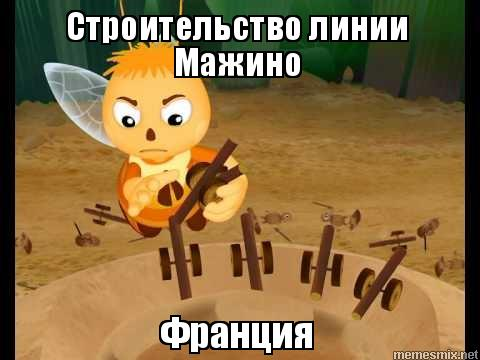 Строительство линии
Мажино
Франция
memesmix.net